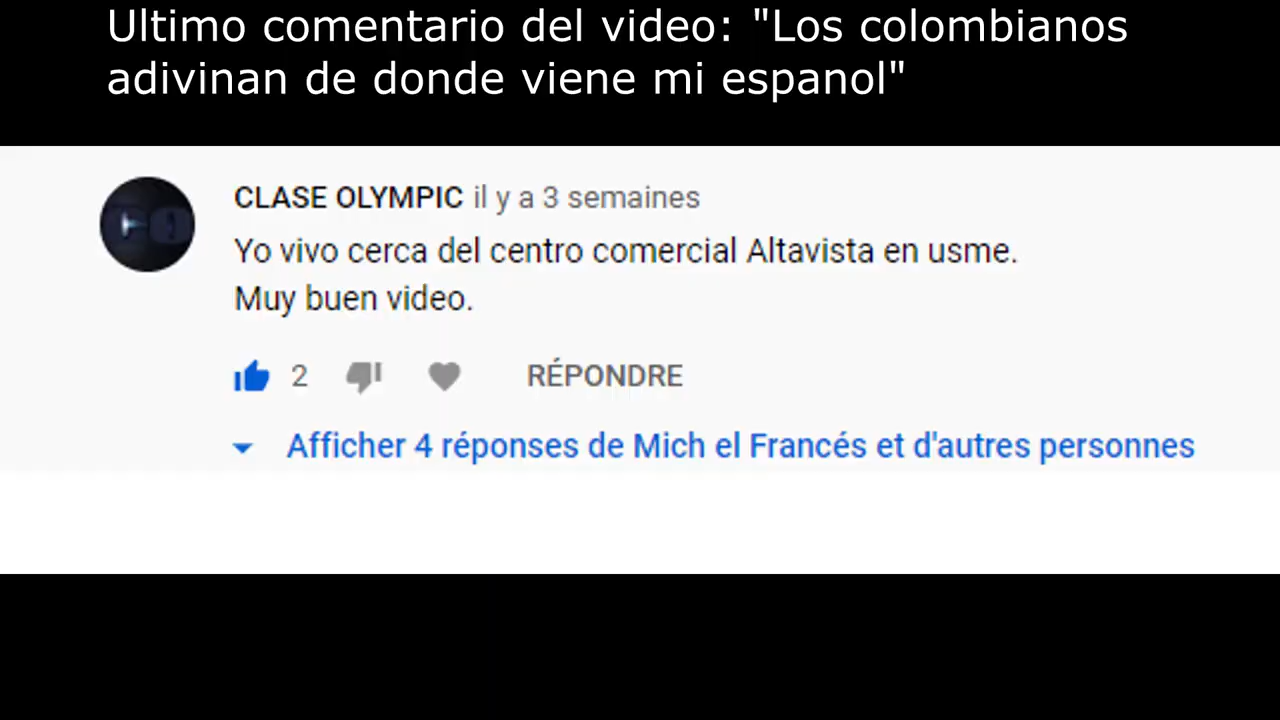 Ultimo comentario del video: "Los colombianos
adivinan de donde viene mi espanol"
CLASE OLYMPIC il y a 3 semaines
Yo vivo cerca del centro comercial Altavista en usme.
Muy buen video.
2 RÉPONDRE
Afficher 4 réponses de Mich el Francés et d'autres personnes